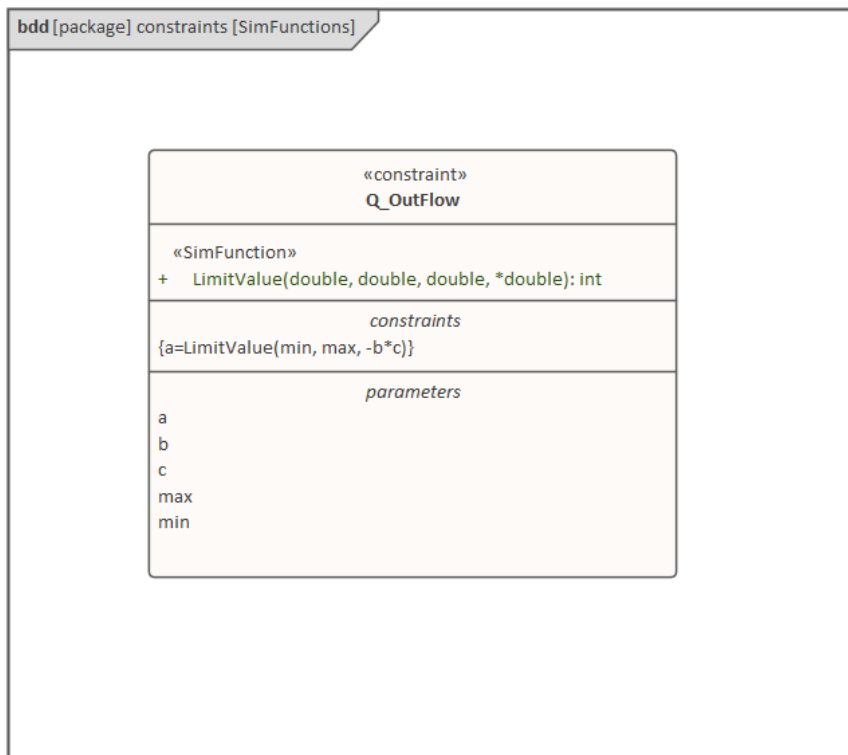 bdd [package] constraints [SimFunctions]
«constraint»
Q_OutFlow
«SimFunction»
+ LimitValue(double, double, double, *double): int
constraints
{a=LimitValue(min, max, -b*c)}
parameters
a
b
c
max
min